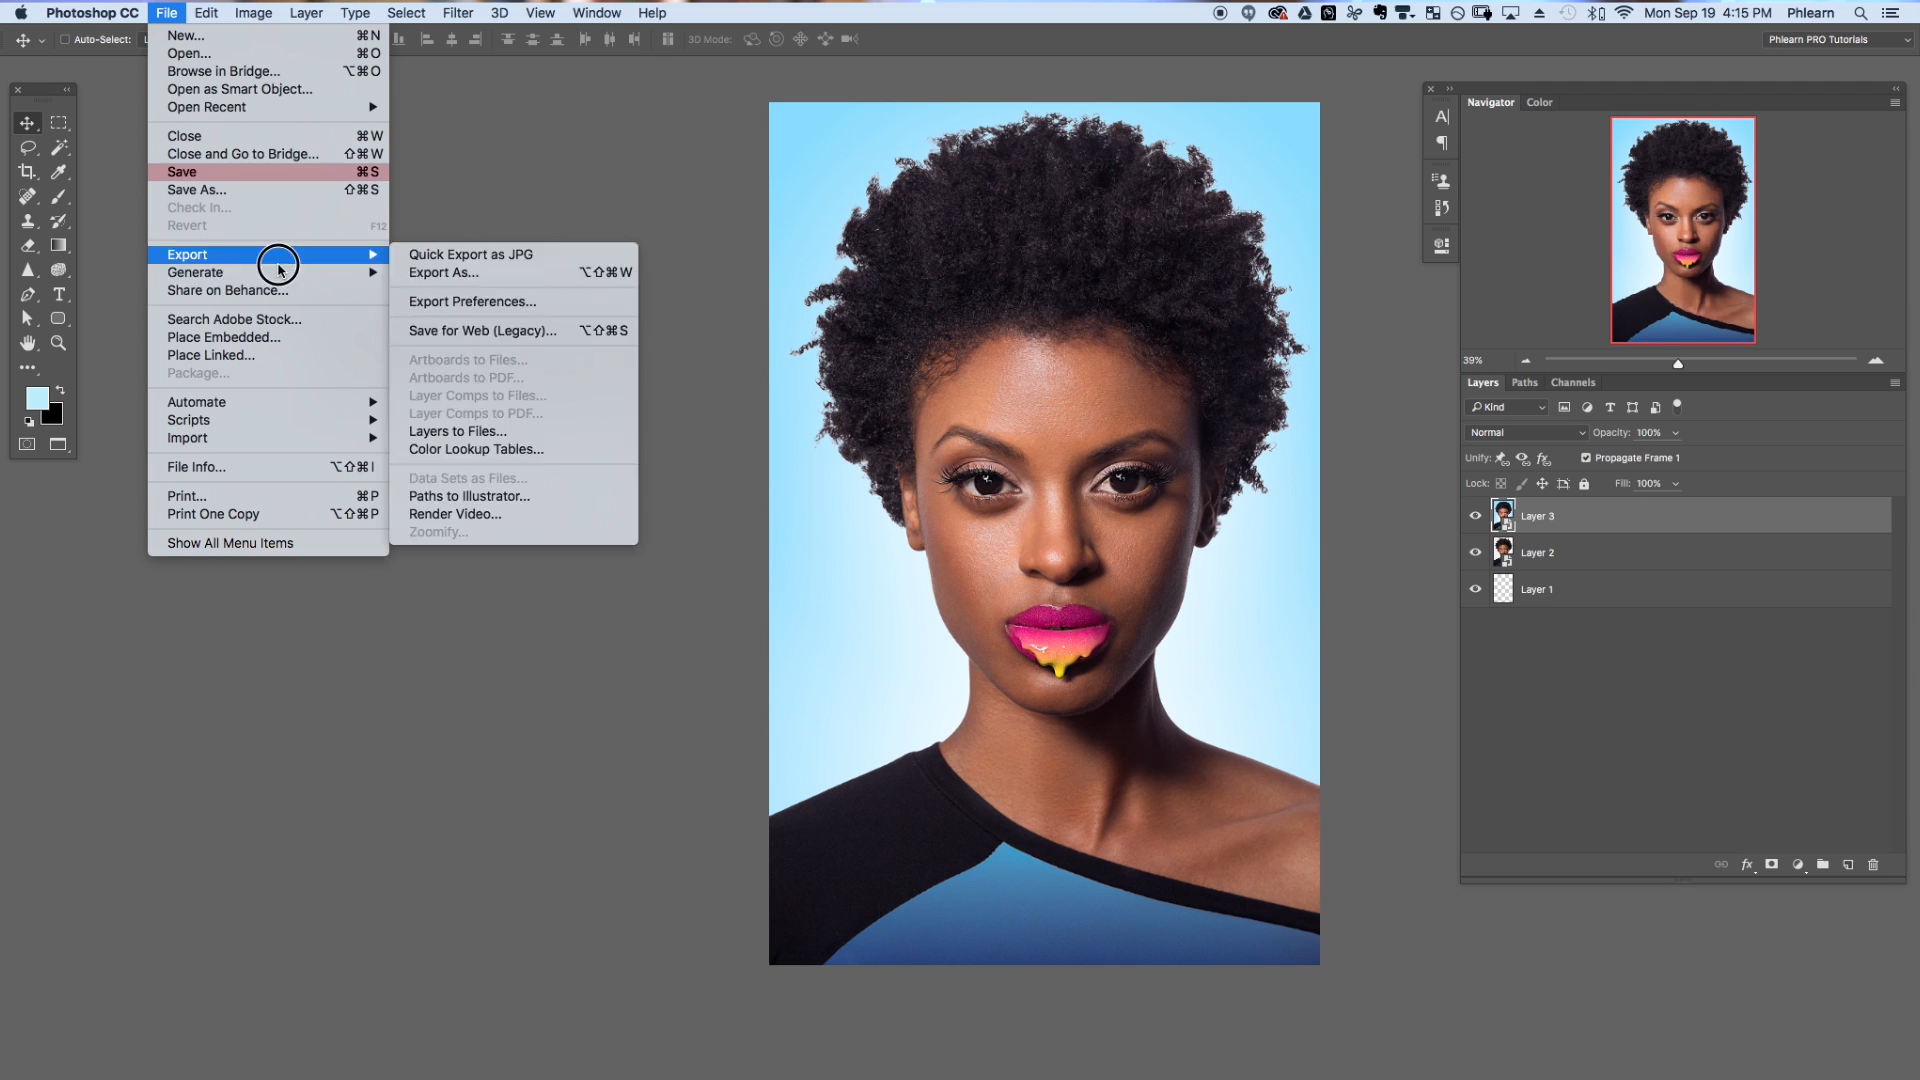 Photoshop CC File Edit Image Layer Type Select Filter 3D View Window Help Mon Sep 19 4:15 PM Phlearn
Auto-Select: 3D Mode: Phlearn PRO Tutorials
New... ⌘N
Open... ⌘O
Browse in Bridge... ⌥⌘O
Open as Smart Object...
Open Recent
Close ⌘W
Close and Go to Bridge... ⇧⌘W
Save ⌘S
Save As... ⇧⌘S
Check In...
Revert F12
Export
Generate
Share on Behance...
Search Adobe Stock...
Place Embedded...
Place Linked...
Package...
Automate
Scripts
Import
File Info... ⌥⇧⌘I
Print... ⌘P
Print One Copy ⌥⇧⌘P
Show All Menu Items
Quick Export as JPG
Export As... ⌥⇧⌘W
Export Preferences...
Save for Web (Legacy)... ⌥⇧⌘S
Artboards to Files...
Artboards to PDF...
Layer Comps to Files...
Layer Comps to PDF...
Layers to Files...
Color Lookup Tables...
Data Sets as Files...
Paths to Illustrator...
Render Video...
Zoomify...
Navigator Color
39%
Layers Paths Channels
Kind
Normal Opacity: 100%
Unify: Propagate Frame 1
Lock: Fill: 100%
Layer 3
Layer 2
Layer 1